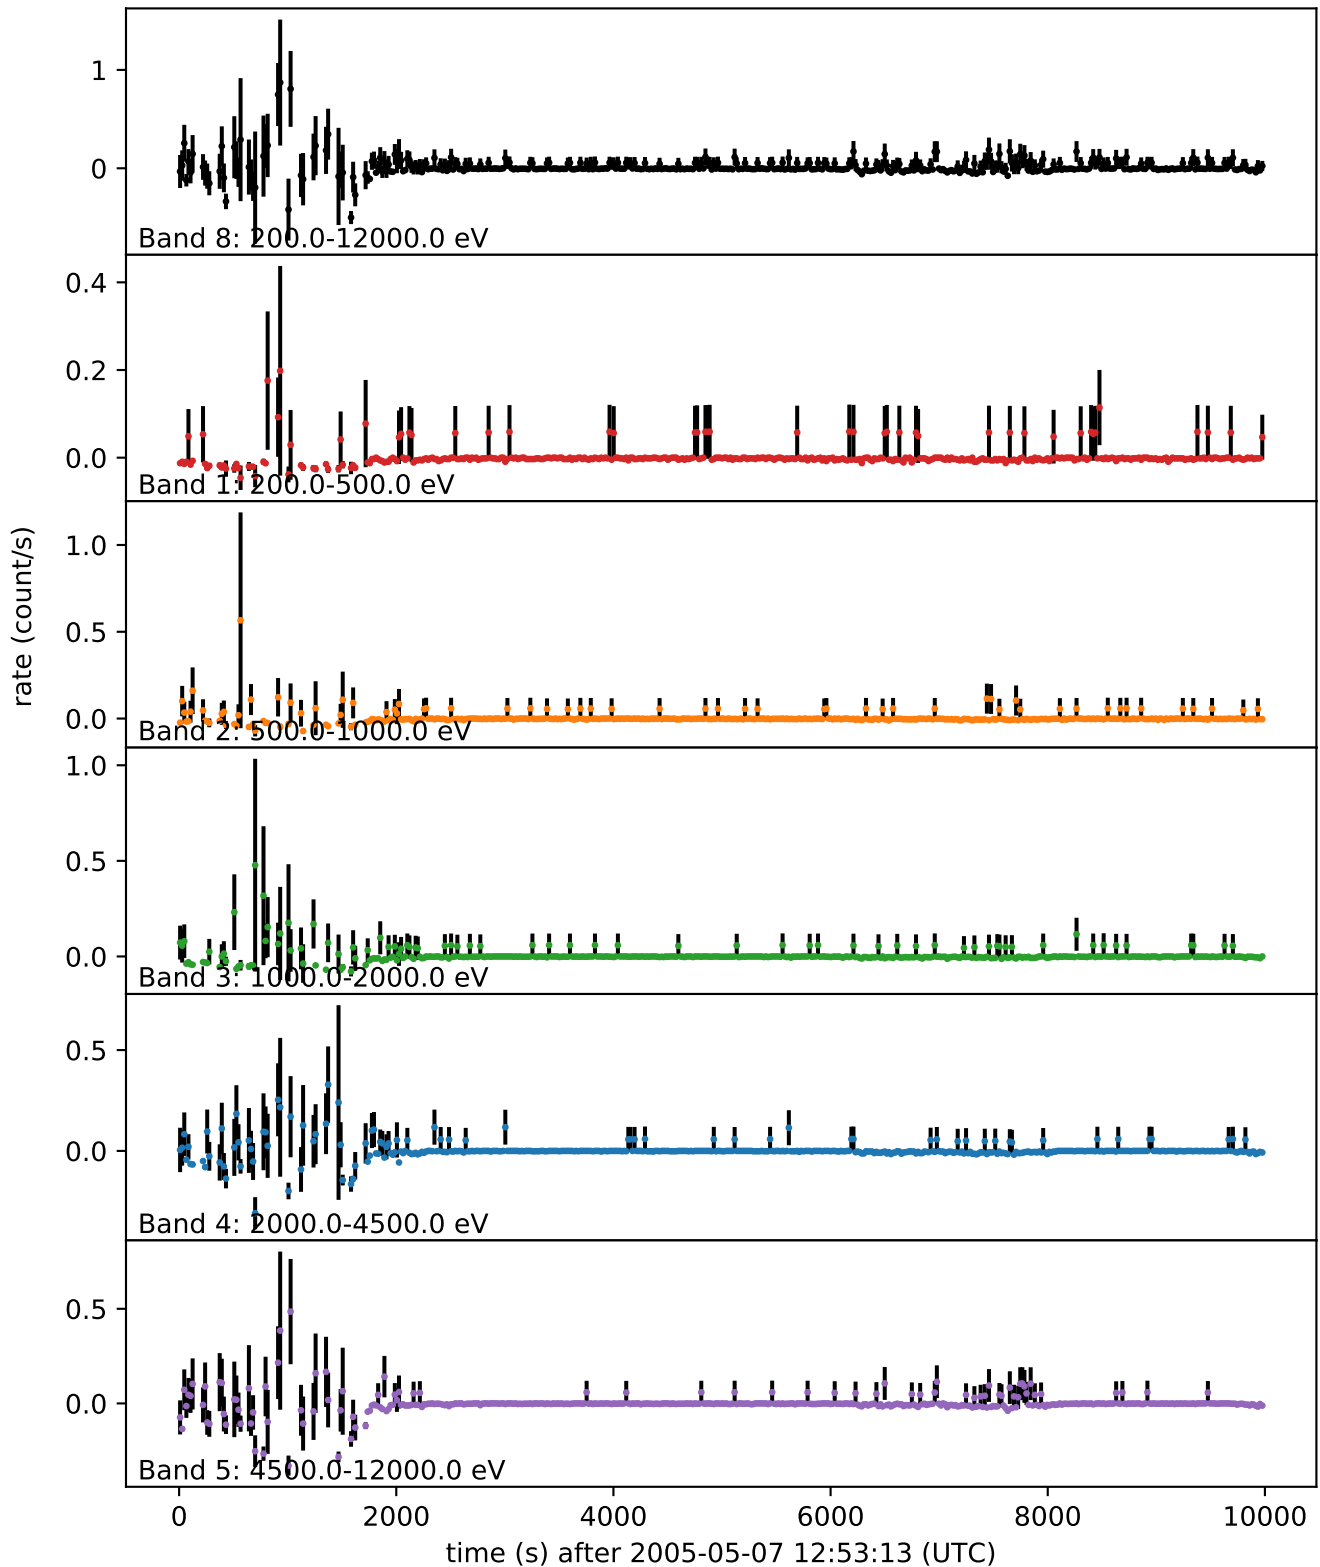 1
0
Band 8: 200.0-12000.0 eV
0.4
0.2
0.0
Band 1: 200.0-500.0 eV
1.0
0.5
0.0
Band 2: 500.0-1000.0 eV
rate (count/s)
1.0
0.5
0.0
Band 3: 1000.0-2000.0 eV
0.5
0.0
Band 4: 2000.0-4500.0 eV
0.5
0.0
Band 5: 4500.0-12000.0 eV
0 2000 4000 6000 8000 10000
time (s) after 2005-05-07 12:53:13 (UTC)